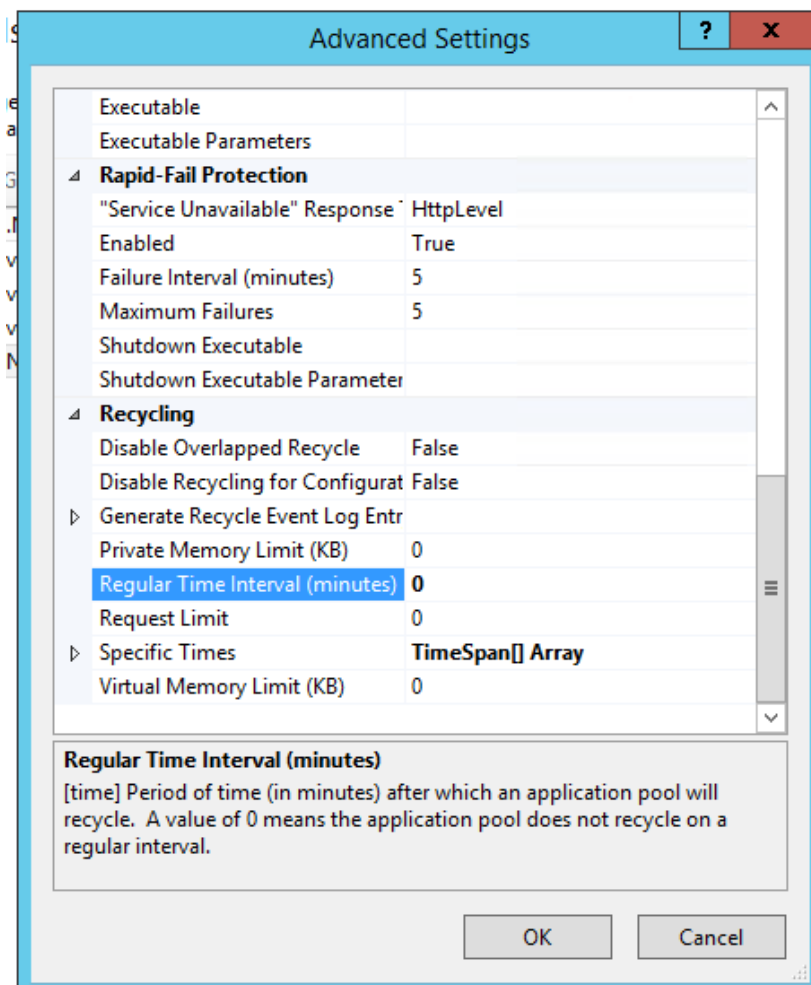 Advanced Settings
?
x
Executable
Executable Parameters
Rapid-Fail Protection
"Service Unavailable" Response HttpLevel
Enabled True
Failure Interval (minutes) 5
Maximum Failures 5
Shutdown Executable
Shutdown Executable Parameter
Recycling
Disable Overlapped Recycle False
Disable Recycling for Configurat False
Generate Recycle Event Log Entr
Private Memory Limit (KB) 0
Regular Time Interval (minutes) 0
Request Limit 0
Specific Times TimeSpan[] Array
Virtual Memory Limit (KB) 0
Regular Time Interval (minutes)
[time] Period of time (in minutes) after which an application pool will
recycle. A value of 0 means the application pool does not recycle on a
regular interval.
OK
Cancel